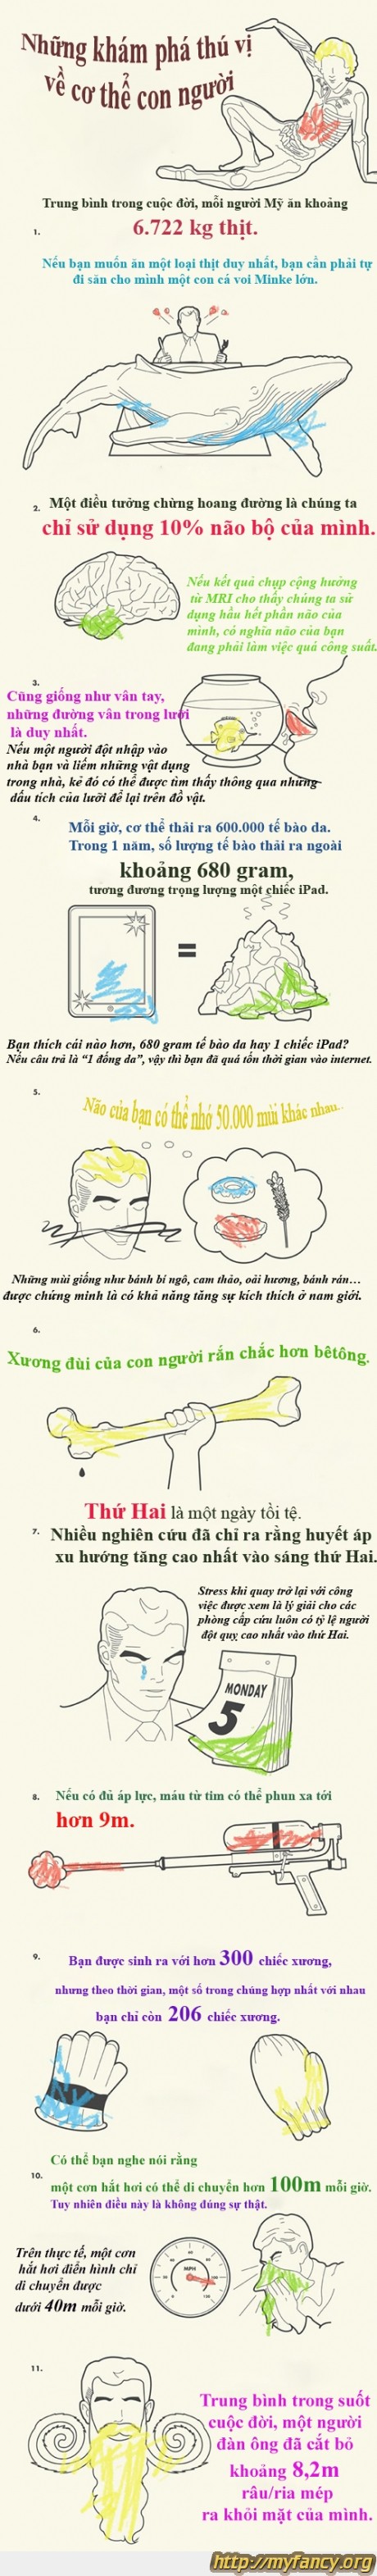 Những khám phá thú vị
về cơ thể con người
Trung bình trong cuộc đời, mỗi người Mỹ ăn khoảng
1. 6.722 kg thịt.
Nếu bạn muốn ăn một loại thịt duy nhất, bạn cần phải tự
đi săn cho mình một con cá voi Minke lớn.
2. Một điều tưởng chừng hoang đường là chúng ta
chỉ sử dụng 10% não bộ của mình.
Nếu kết quả chụp cộng hưởng
từ MRI cho thấy chúng ta sử
dụng hầu hết phần não của
mình, có nghĩa não của bạn
đang phải làm việc quá công suất.
3.
Cũng giống như vân tay,
những đường vân trong lưỡi
là duy nhất.
Nếu một người đột nhập vào
nhà bạn và liếm những vật dụng
trong nhà, kẻ đó có thể được tìm thấy thông qua những
dấu tích của lưỡi để lại trên đồ vật.
4.
Mỗi giờ, cơ thể thải ra 600.000 tế bào da.
Trong 1 năm, số lượng tế bào thải ra ngoài
khoảng 680 gram,
tương đương trọng lượng một chiếc iPad.
=
Bạn thích cái nào hơn, 680 gram tế bào da hay 1 chiếc iPad?
Nếu câu trả là "1 đống da", vậy thì bạn đã quá tốn thời gian vào internet.
5.
Não của bạn có thể nhớ 50.000 mùi khác nhau..
Những mùi giống như bánh bí ngô, cam thảo, oải hương, bánh rán...
được chứng minh là có khả năng tăng sự kích thích ở nam giới.
6.
Xương đùi của con người rắn chắc hơn bêtông.
Thứ Hai là một ngày tồi tệ.
7. Nhiều nghiên cứu đã chỉ ra rằng huyết áp
xu hướng tăng cao nhất vào sáng thứ Hai.
Stress khi quay trở lại với công
việc được xem là lý giải cho các
phòng cấp cứu luôn có tỷ lệ người
đột quỵ cao nhất vào thứ Hai.
MONDAY
5
8. Nếu có đủ áp lực, máu từ tim có thể phun xa tới
hơn 9m.
9. Bạn được sinh ra với hơn 300 chiếc xương,
nhưng theo thời gian, một số trong chúng hợp nhất với nhau
bạn chỉ còn 206 chiếc xương.
Có thể bạn nghe nói rằng
10. một cơn hắt hơi có thể di chuyển hơn 100m mỗi giờ.
Tuy nhiên điều này là không đúng sự thật.
Trên thực tế, một cơn
hắt hơi điển hình chỉ
di chuyển được
dưới 40m mỗi giờ.
MPH
11.
Trung bình trong suốt
cuộc đời, một người
đàn ông đã cắt bỏ
khoảng 8,2m
râu/ria mép
ra khỏi mặt của mình.
http://myfancy.org